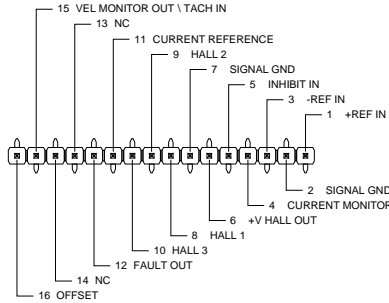 15 VEL MONITOR OUT \ TACH IN
13 NC
11 CURRENT REFERENCE
9 HALL 2
7 SIGNAL GND
5 INHIBIT IN
3 -REF IN
1 +REF IN
2 SIGNAL GND
4 CURRENT MONITOR
6 +V HALL OUT
8 HALL 1
10 HALL 3
12 FAULT OUT
14 NC
16 OFFSET